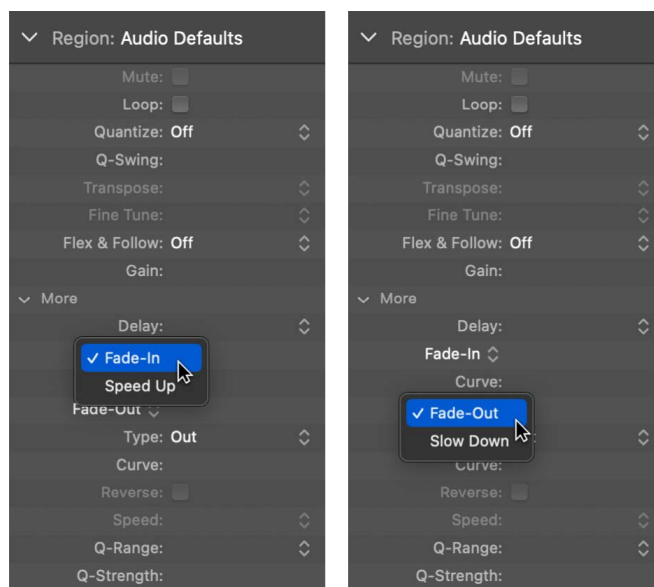 Region: Audio Defaults
Mute:
Loop:
Quantize: Off
Q-Swing:
Transpose:
Fine Tune:
Flex & Follow: Off
Gain:
More
Delay:
Fade-In
Speed Up
Fade-Out
Type: Out
Curve:
Reverse:
Speed:
Q-Range:
Q-Strength:
Region: Audio Defaults
Mute:
Loop:
Quantize: Off
Q-Swing:
Transpose:
Fine Tune:
Flex & Follow: Off
Gain:
More
Delay:
Fade-In
Curve:
Fade-Out
Slow Down
Curve:
Reverse:
Speed:
Q-Range:
Q-Strength: